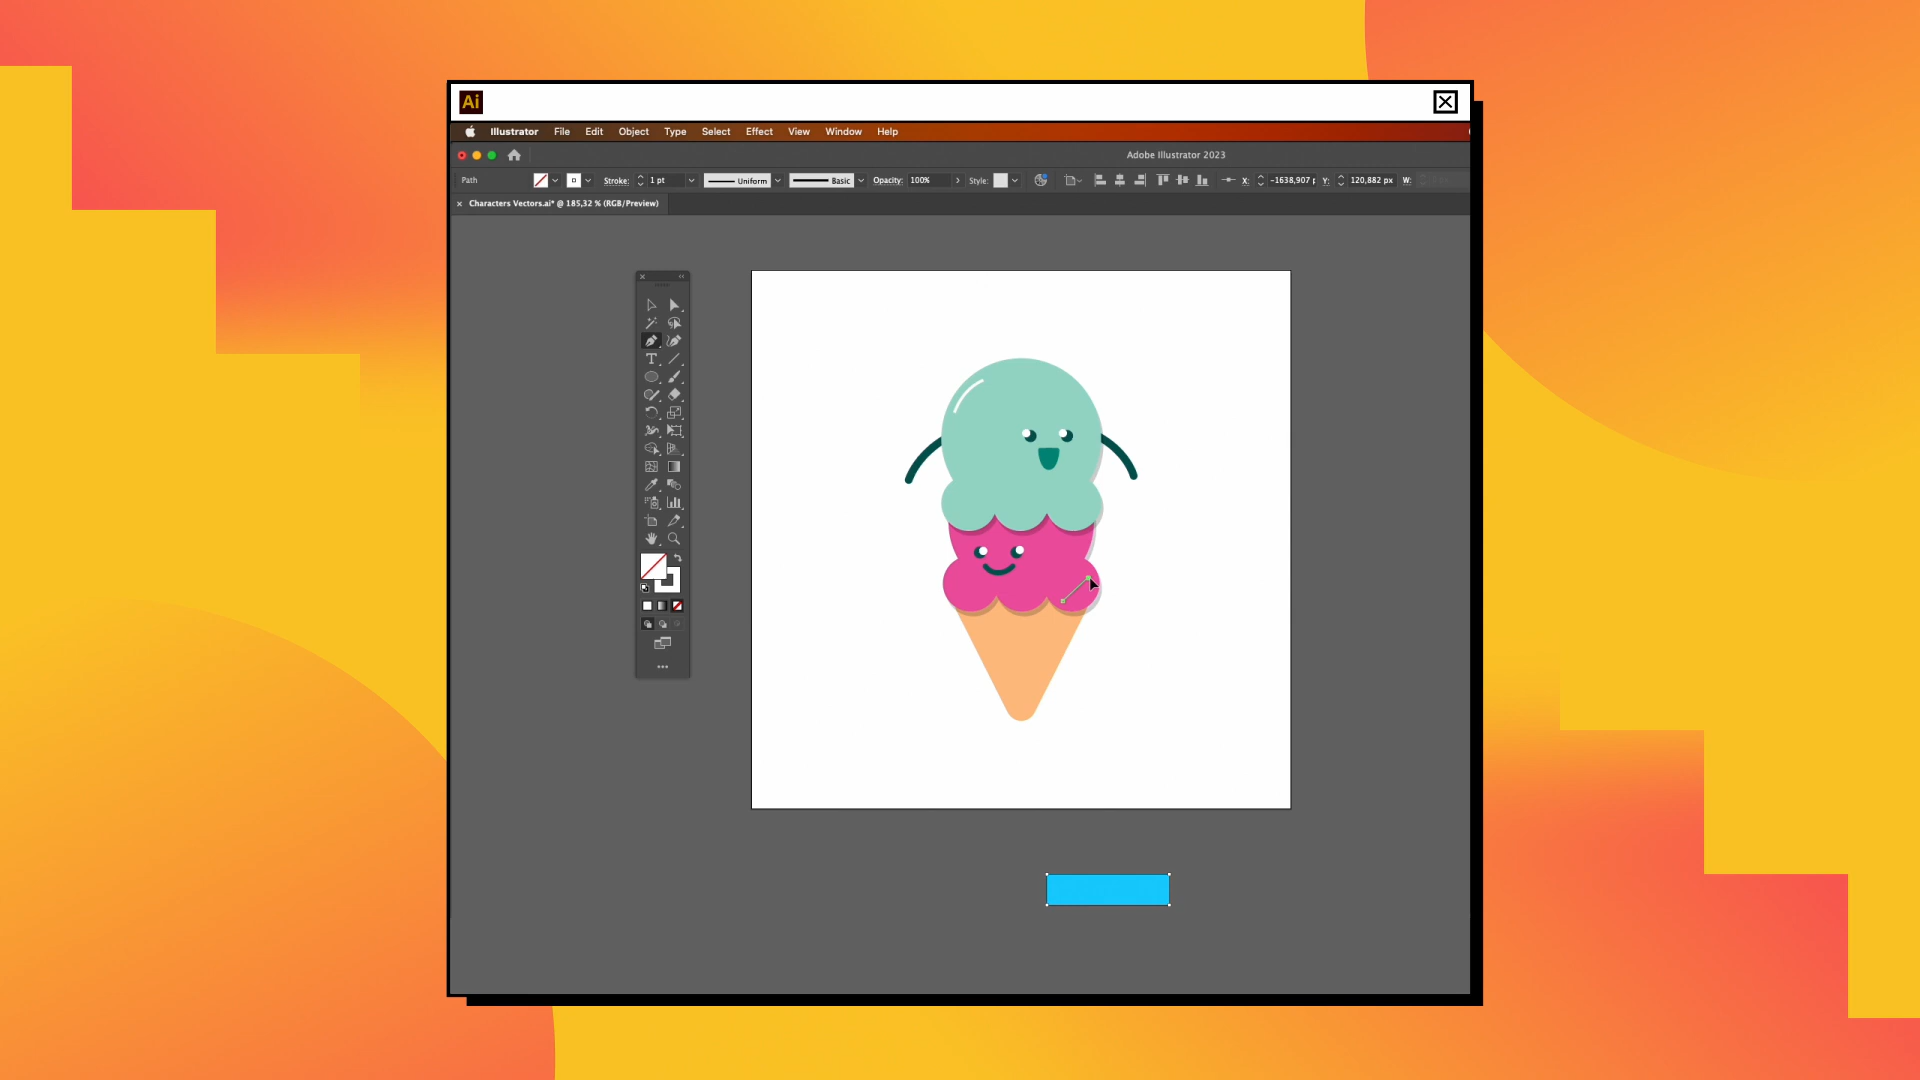 Ai
Illustrator File Edit Object Type Select Effect View Window Help
Adobe Illustrator 2023
Path Stroke: 1 pt Uniform Basic Opacity: 100% Style: X: -1638,907 Y: 120,882 px W:
Characters Vectors.ai* @ 185,32 % (RGB/Preview)